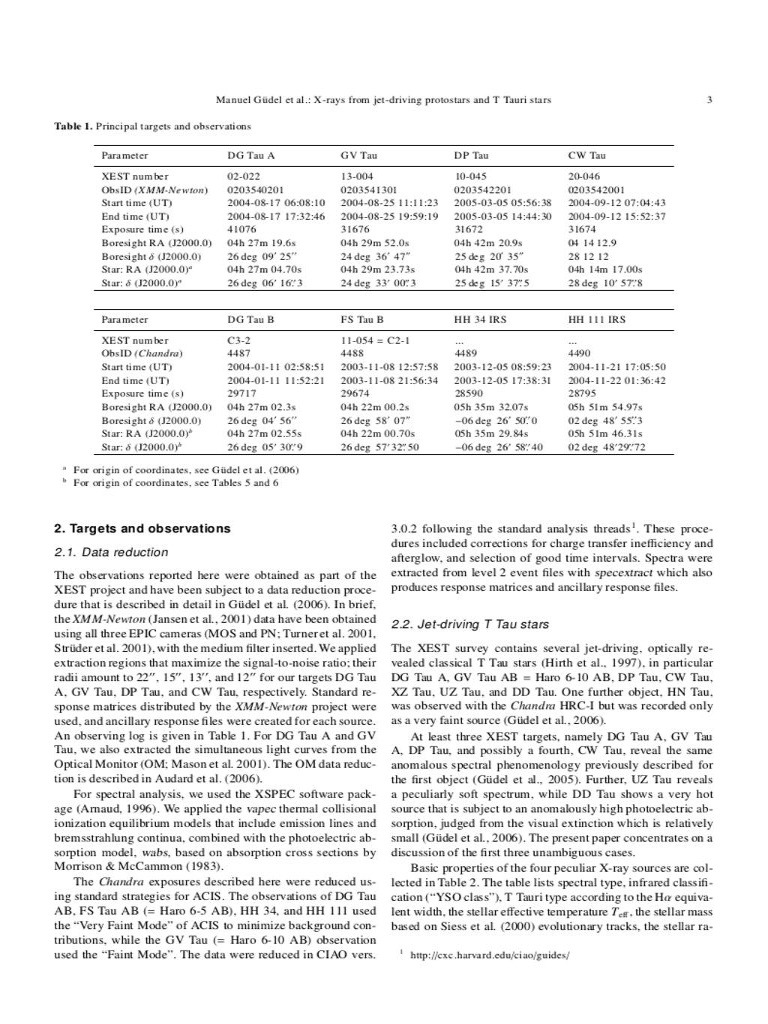 Manuel Güdel et al.: X-rays from jet-driving protostars and T Tauri stars 3
Table 1. Principal targets and observations
Parameter DG Tau A GV Tau DP Tau CW Tau
XEST number 02-022 13-004 10-045 20-046
ObsID (XMM-Newton) 0203540201 0203541301 0203542201 0203542001
Start time (UT) 2004-08-17 06:08:10 2004-08-25 11:11:23 2005-03-05 05:56:38 2004-09-12 07:04:43
End time (UT) 2004-08-17 17:32:46 2004-08-25 19:59:19 2005-03-05 14:44:30 2004-09-12 15:52:37
Exposure time (s) 41076 31676 31672 31674
Boresight RA (J2000.0) 04h 27m 19.6s 04h 29m 52.0s 04h 42m 20.9s 04 14 12.9
Boresight δ (J2000.0) 26 deg 09′ 25′′ 24 deg 36′ 47′′ 25 deg 20′ 35′′ 28 12 12
Star: RA (J2000.0)a 04h 27m 04.70s 04h 29m 23.73s 04h 42m 37.70s 04h 14m 17.00s
Star: δ (J2000.0)a 26 deg 06′ 16.′′3 24 deg 33′ 00.′′3 25 deg 15′ 37.′′5 28 deg 10′ 57.′′8
Parameter DG Tau B FS Tau B HH 34 IRS HH 111 IRS
XEST number C3-2 11-054 = C2-1 ... ...
ObsID (Chandra) 4487 4488 4489 4490
Start time (UT) 2004-01-11 02:58:51 2003-11-08 12:57:58 2003-12-05 08:59:23 2004-11-21 17:05:50
End time (UT) 2004-01-11 11:52:21 2003-11-08 21:56:34 2003-12-05 17:38:31 2004-11-22 01:36:42
Exposure time (s) 29717 29674 28590 28795
Boresight RA (J2000.0) 04h 27m 02.3s 04h 22m 00.2s 05h 35m 32.07s 05h 51m 54.97s
Boresight δ (J2000.0) 26 deg 04′ 56′′ 26 deg 58′ 07′′ −06 deg 26′ 50.′′0 02 deg 48′ 55.′′3
Star: RA (J2000.0)b 04h 27m 02.55s 04h 22m 00.70s 05h 35m 29.84s 05h 51m 46.31s
Star: δ (J2000.0)b 26 deg 05′ 30.′′9 26 deg 57′32.′′50 −06 deg 26′ 58.′′40 02 deg 48′29.′′72
a For origin of coordinates, see Güdel et al. (2006)
b For origin of coordinates, see Tables 5 and 6
2. Targets and observations
2.1. Data reduction
The observations reported here were obtained as part of the
XEST project and have been subject to a data reduction proce-
dure that is described in detail in Güdel et al. (2006). In brief,
the XMM-Newton (Jansen et al., 2001) data have been obtained
using all three EPIC cameras (MOS and PN; Turner et al. 2001,
Strüder et al. 2001), with the medium filter inserted. We applied
extraction regions that maximize the signal-to-noise ratio; their
radii amount to 22′′, 15′′, 13′′, and 12′′ for our targets DG Tau
A, GV Tau, DP Tau, and CW Tau, respectively. Standard re-
sponse matrices distributed by the XMM-Newton project were
used, and ancillary response files were created for each source.
An observing log is given in Table 1. For DG Tau A and GV
Tau, we also extracted the simultaneous light curves from the
Optical Monitor (OM; Mason et al. 2001). The OM data reduc-
tion is described in Audard et al. (2006).
For spectral analysis, we used the XSPEC software pack-
age (Arnaud, 1996). We applied the vapec thermal collisional
ionization equilibrium models that include emission lines and
bremsstrahlung continua, combined with the photoelectric ab-
sorption model, wabs, based on absorption cross sections by
Morrison & McCammon (1983).
The Chandra exposures described here were reduced us-
ing standard strategies for ACIS. The observations of DG Tau
AB, FS Tau AB (= Haro 6-5 AB), HH 34, and HH 111 used
the “Very Faint Mode” of ACIS to minimize background con-
tributions, while the GV Tau (= Haro 6-10 AB) observation
used the “Faint Mode”. The data were reduced in CIAO vers.
3.0.2 following the standard analysis threads1. These proce-
dures included corrections for charge transfer inefficiency and
afterglow, and selection of good time intervals. Spectra were
extracted from level 2 event files with specextract which also
produces response matrices and ancillary response files.
2.2. Jet-driving T Tau stars
The XEST survey contains several jet-driving, optically re-
vealed classical T Tau stars (Hirth et al., 1997), in particular
DG Tau A, GV Tau AB = Haro 6-10 AB, DP Tau, CW Tau,
XZ Tau, UZ Tau, and DD Tau. One further object, HN Tau,
was observed with the Chandra HRC-I but was recorded only
as a very faint source (Güdel et al., 2006).
At least three XEST targets, namely DG Tau A, GV Tau
A, DP Tau, and possibly a fourth, CW Tau, reveal the same
anomalous spectral phenomenology previously described for
the first object (Güdel et al., 2005). Further, UZ Tau reveals
a peculiarly soft spectrum, while DD Tau shows a very hot
source that is subject to an anomalously high photoelectric ab-
sorption, judged from the visual extinction which is relatively
small (Güdel et al., 2006). The present paper concentrates on a
discussion of the first three unambiguous cases.
Basic properties of the four peculiar X-ray sources are col-
lected in Table 2. The table lists spectral type, infrared classifi-
cation (“YSO class”), T Tauri type according to the Hα equiva-
lent width, the stellar effective temperature Teff, the stellar mass
based on Siess et al. (2000) evolutionary tracks, the stellar ra-
1 http://cxc.harvard.edu/ciao/guides/